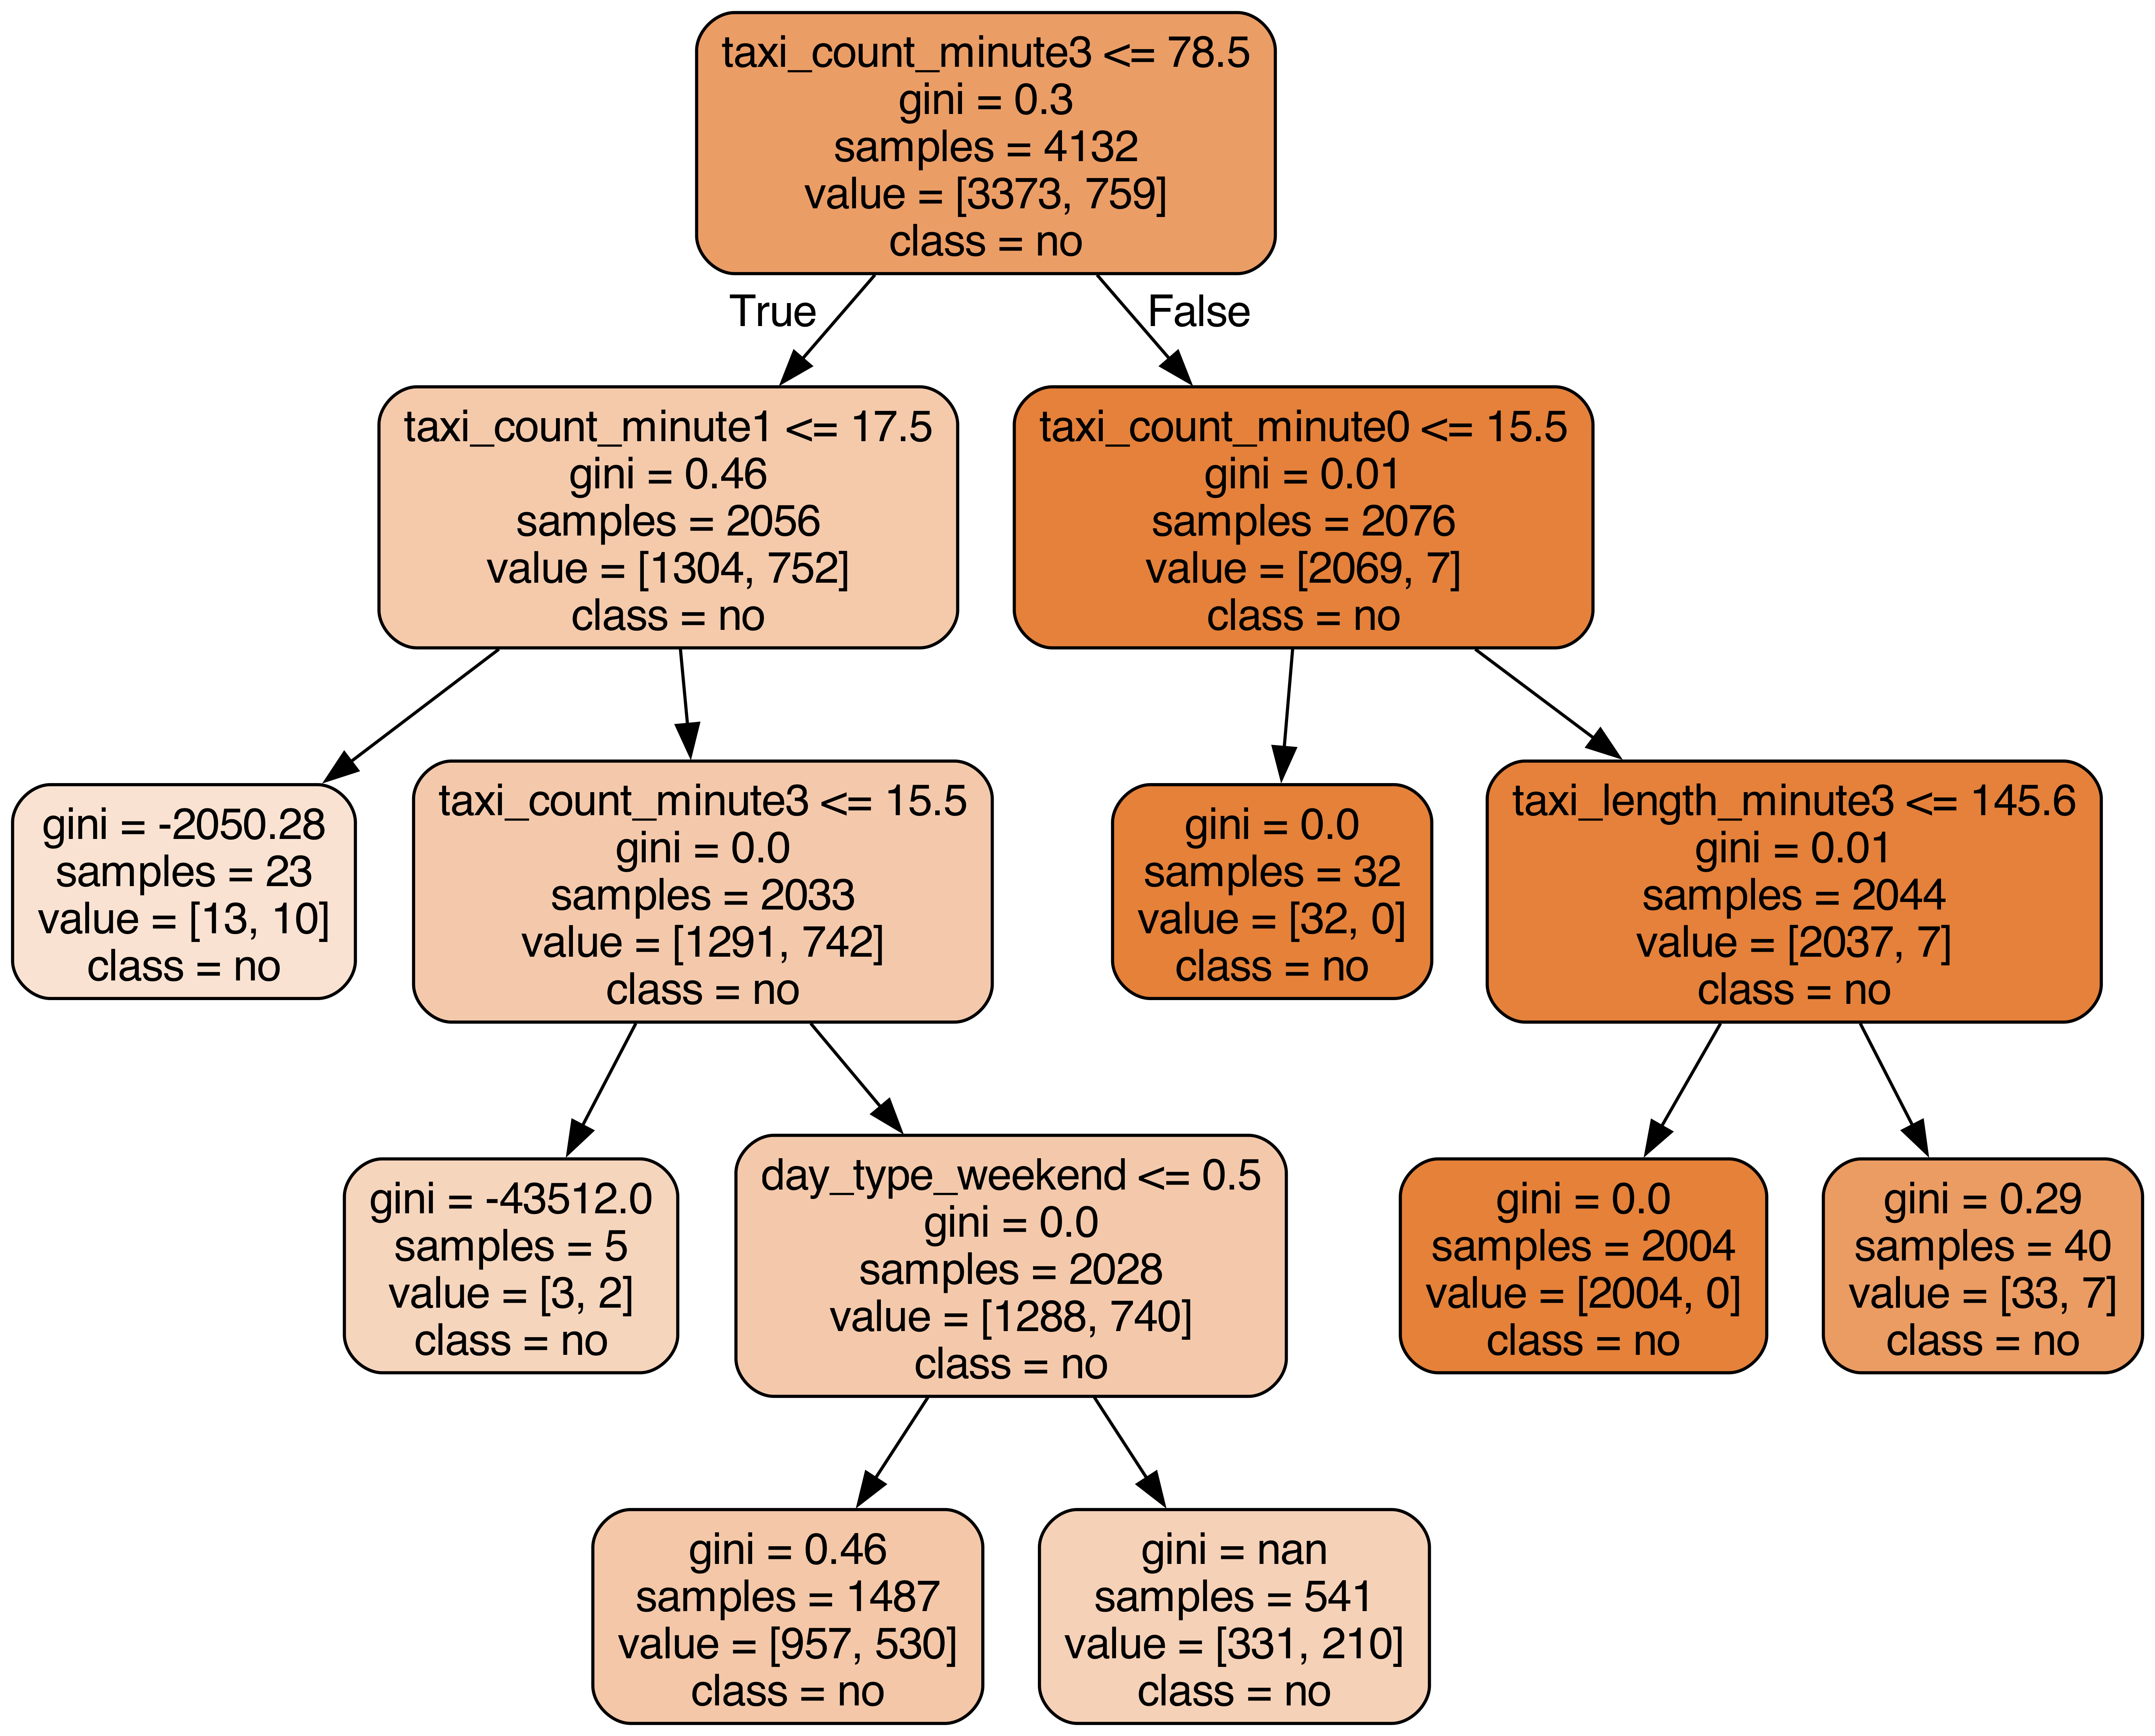 taxi_count_minute3 <= 78.5
gini = 0.3
samples = 4132
value = [3373, 759]
class = no
True
False
taxi_count_minute1 <= 17.5
gini = 0.46
samples = 2056
value = [1304, 752]
class = no
taxi_count_minute0 <= 15.5
gini = 0.01
samples = 2076
value = [2069, 7]
class = no
gini = -2050.28
samples = 23
value = [13, 10]
class = no
taxi_count_minute3 <= 15.5
gini = 0.0
samples = 2033
value = [1291, 742]
class = no
gini = 0.0
samples = 32
value = [32, 0]
class = no
taxi_length_minute3 <= 145.6
gini = 0.01
samples = 2044
value = [2037, 7]
class = no
gini = -43512.0
samples = 5
value = [3, 2]
class = no
day_type_weekend <= 0.5
gini = 0.0
samples = 2028
value = [1288, 740]
class = no
gini = 0.0
samples = 2004
value = [2004, 0]
class = no
gini = 0.29
samples = 40
value = [33, 7]
class = no
gini = 0.46
samples = 1487
value = [957, 530]
class = no
gini = nan
samples = 541
value = [331, 210]
class = no